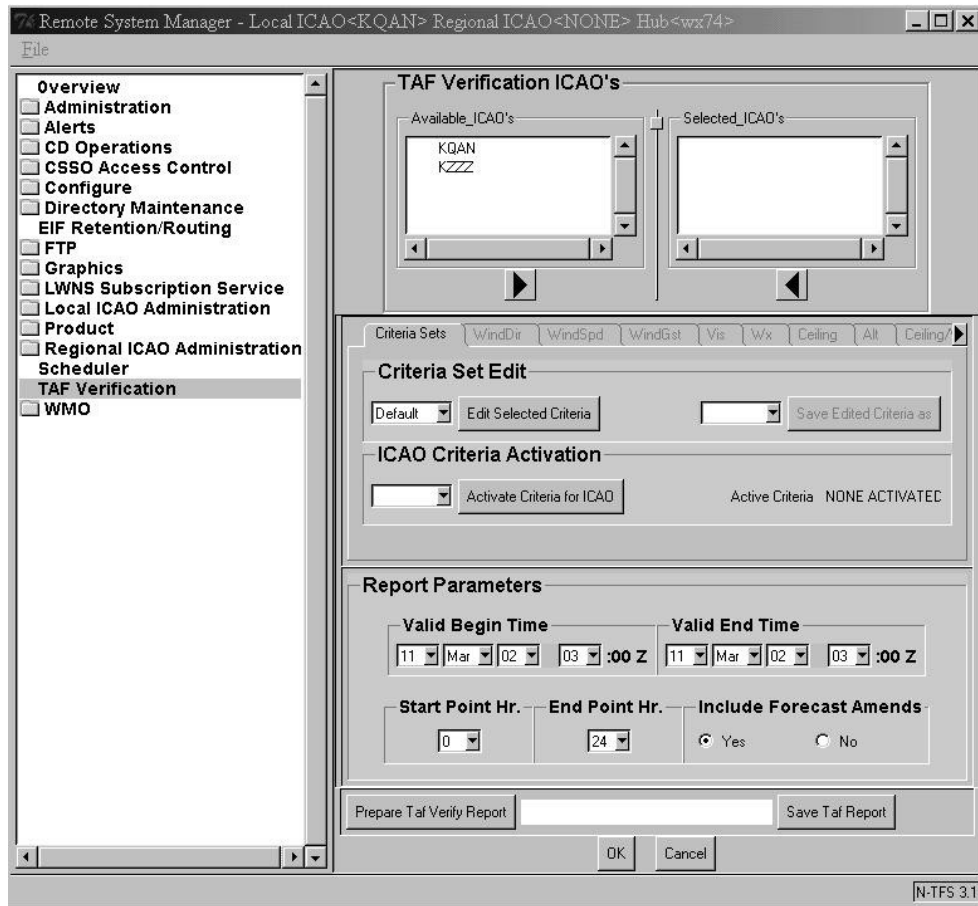 Remote System Manager - Local ICAO<KQAN> Regional ICAO<NONE> Hub<wx74>
File
Overview
Administration
Alerts
CD Operations
CSSO Access Control
Configure
Directory Maintenance
EIF Retention/Routing
FTP
Graphics
LWNS Subscription Service
Local ICAO Administration
Product
Regional ICAO Administration
Scheduler
TAF Verification
WMO
TAF Verification ICAO's
Available_ICAO's
KQAN
KZZZ
Selected_ICAO's
Criteria Sets WindDir WindSpd WindGst Vis Wx Ceiling Alt Ceiling/
Criteria Set Edit
Default Edit Selected Criteria Save Edited Criteria as
ICAO Criteria Activation
Activate Criteria for ICAO Active Criteria NONE ACTIVATED
Report Parameters
Valid Begin Time Valid End Time
11 Mar 02 03 :00 Z 11 Mar 02 03 :00 Z
Start Point Hr. End Point Hr. Include Forecast Amends
0 24 Yes No
Prepare Taf Verify Report Save Taf Report
OK Cancel
N-TFS 3.1